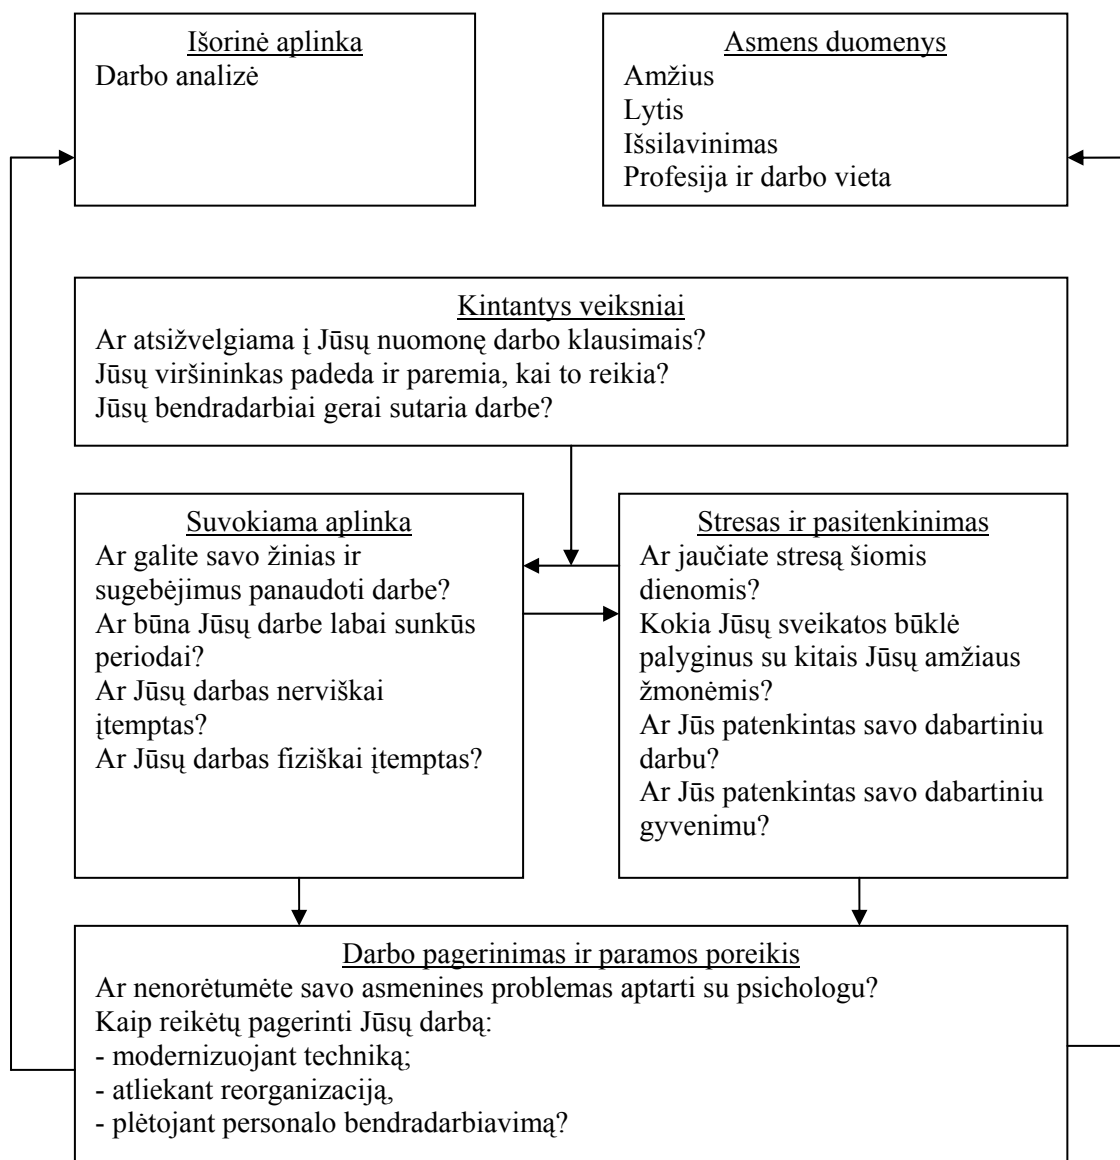 Išorinė aplinka
Darbo analizė
Asmens duomenys
Amžius
Lytis
Išsilavinimas
Profesija ir darbo vieta
Kintantys veiksniai
Ar atsižvelgiama į Jūsų nuomonę darbo klausimais?
Jūsų viršininkas padeda ir paremia, kai to reikia?
Jūsų bendradarbiai gerai sutaria darbe?
Suvokiama aplinka
Ar galite savo žinias ir
sugebėjimus panaudoti darbe?
Ar būna Jūsų darbe labai sunkūs
periodai?
Ar Jūsų darbas nerviškai
įtemptas?
Ar Jūsų darbas fiziškai įtemptas?
Stresas ir pasitenkinimas
Ar jaučiate stresą šiomis
dienomis?
Kokia Jūsų sveikatos būklė
palyginus su kitais Jūsų amžiaus
žmonėmis?
Ar Jūs patenkintas savo dabartiniu
darbu?
Ar Jūs patenkintas savo dabartiniu
gyvenimu?
Darbo pagerinimas ir paramos poreikis
Ar nenorėtumėte savo asmenines problemas aptarti su psichologu?
Kaip reikėtų pagerinti Jūsų darbą:
- modernizuojant techniką;
- atliekant reorganizaciją,
- plėtojant personalo bendradarbiavimą?